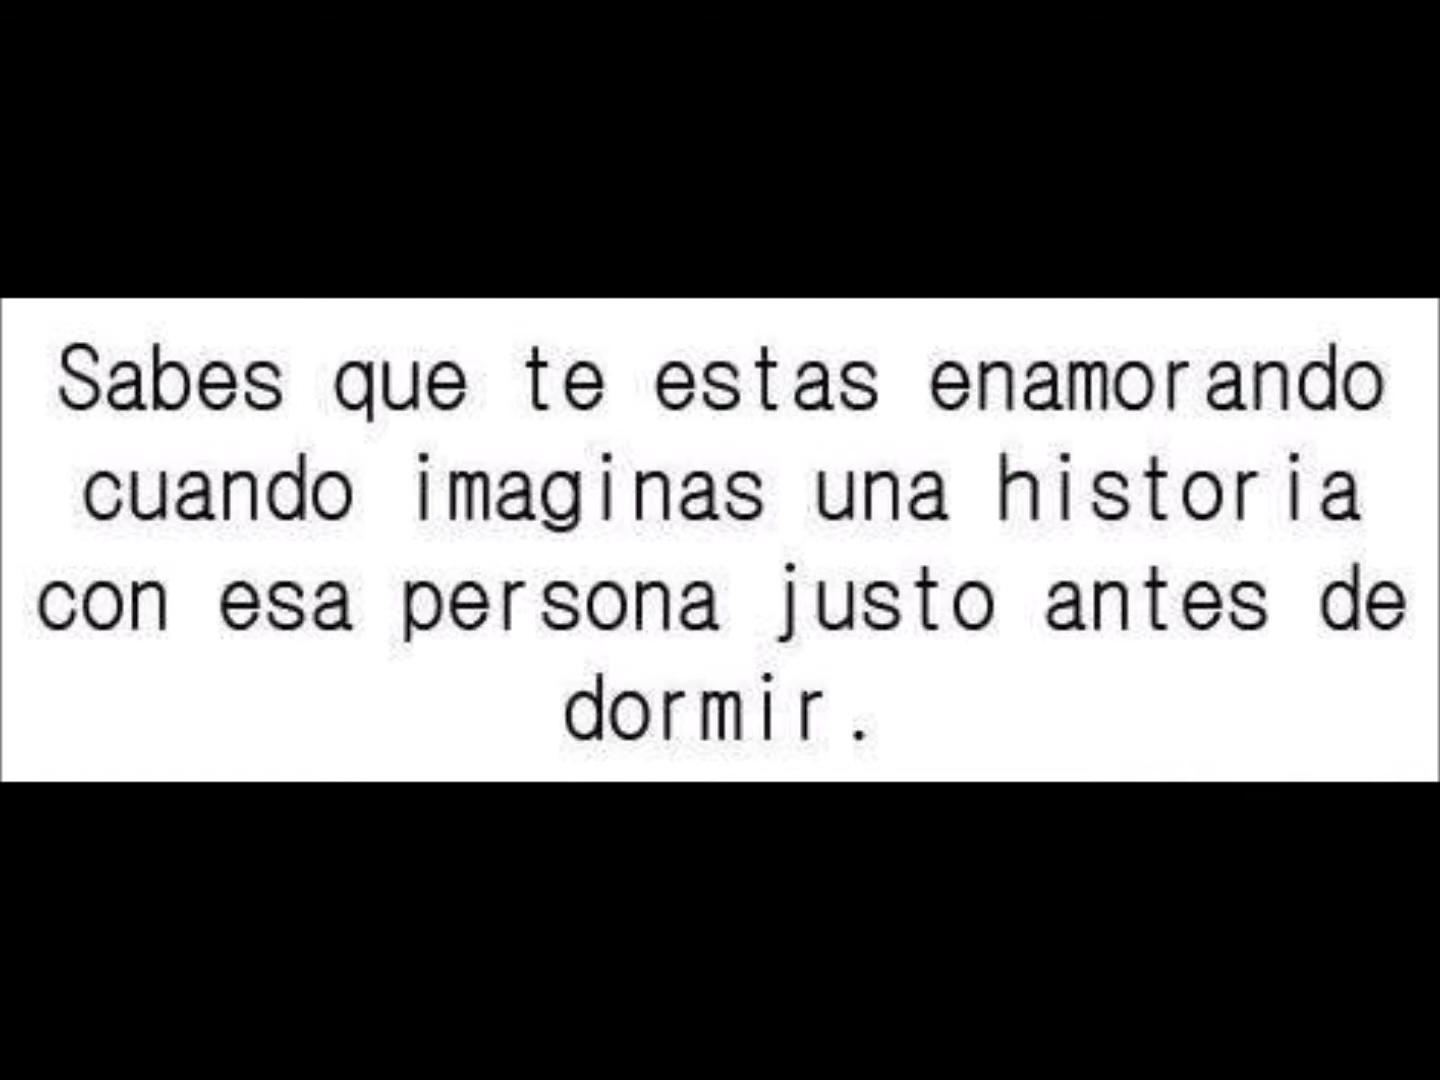 Sabes que te estas enamorando
cuando imaginas una historia
con esa persona justo antes de
dormir.